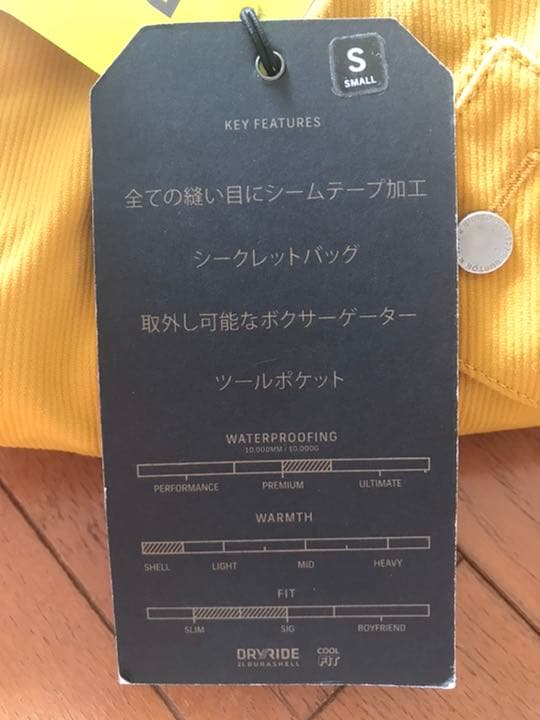 S
SMALL
KEY FEATURES
全ての縫い目にシームテープ加工
シークレットバッグ
取外し可能なボクサーゲーター
ツールポケット
WATERPROOFING
10,000MM / 10,000G
PERFORMANCE PREMIUM ULTIMATE
WARMTH
SHELL LIGHT MID HEAVY
FIT
SLIM SIG BOYFRIEND
DRYRIDE
2L DURASHELL
COOL
FIT